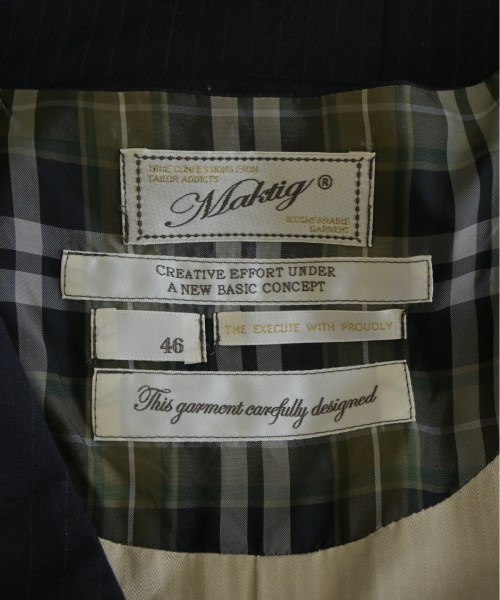 TRUE CONFESSIONS FROM
TAILOR ADDICTS
Maktig®
INCOMPARABLE
GARMENT
CREATIVE EFFORT UNDER
A NEW BASIC CONCEPT
46
THE EXECUTE WITH PROUDLY
This garment carefully designed